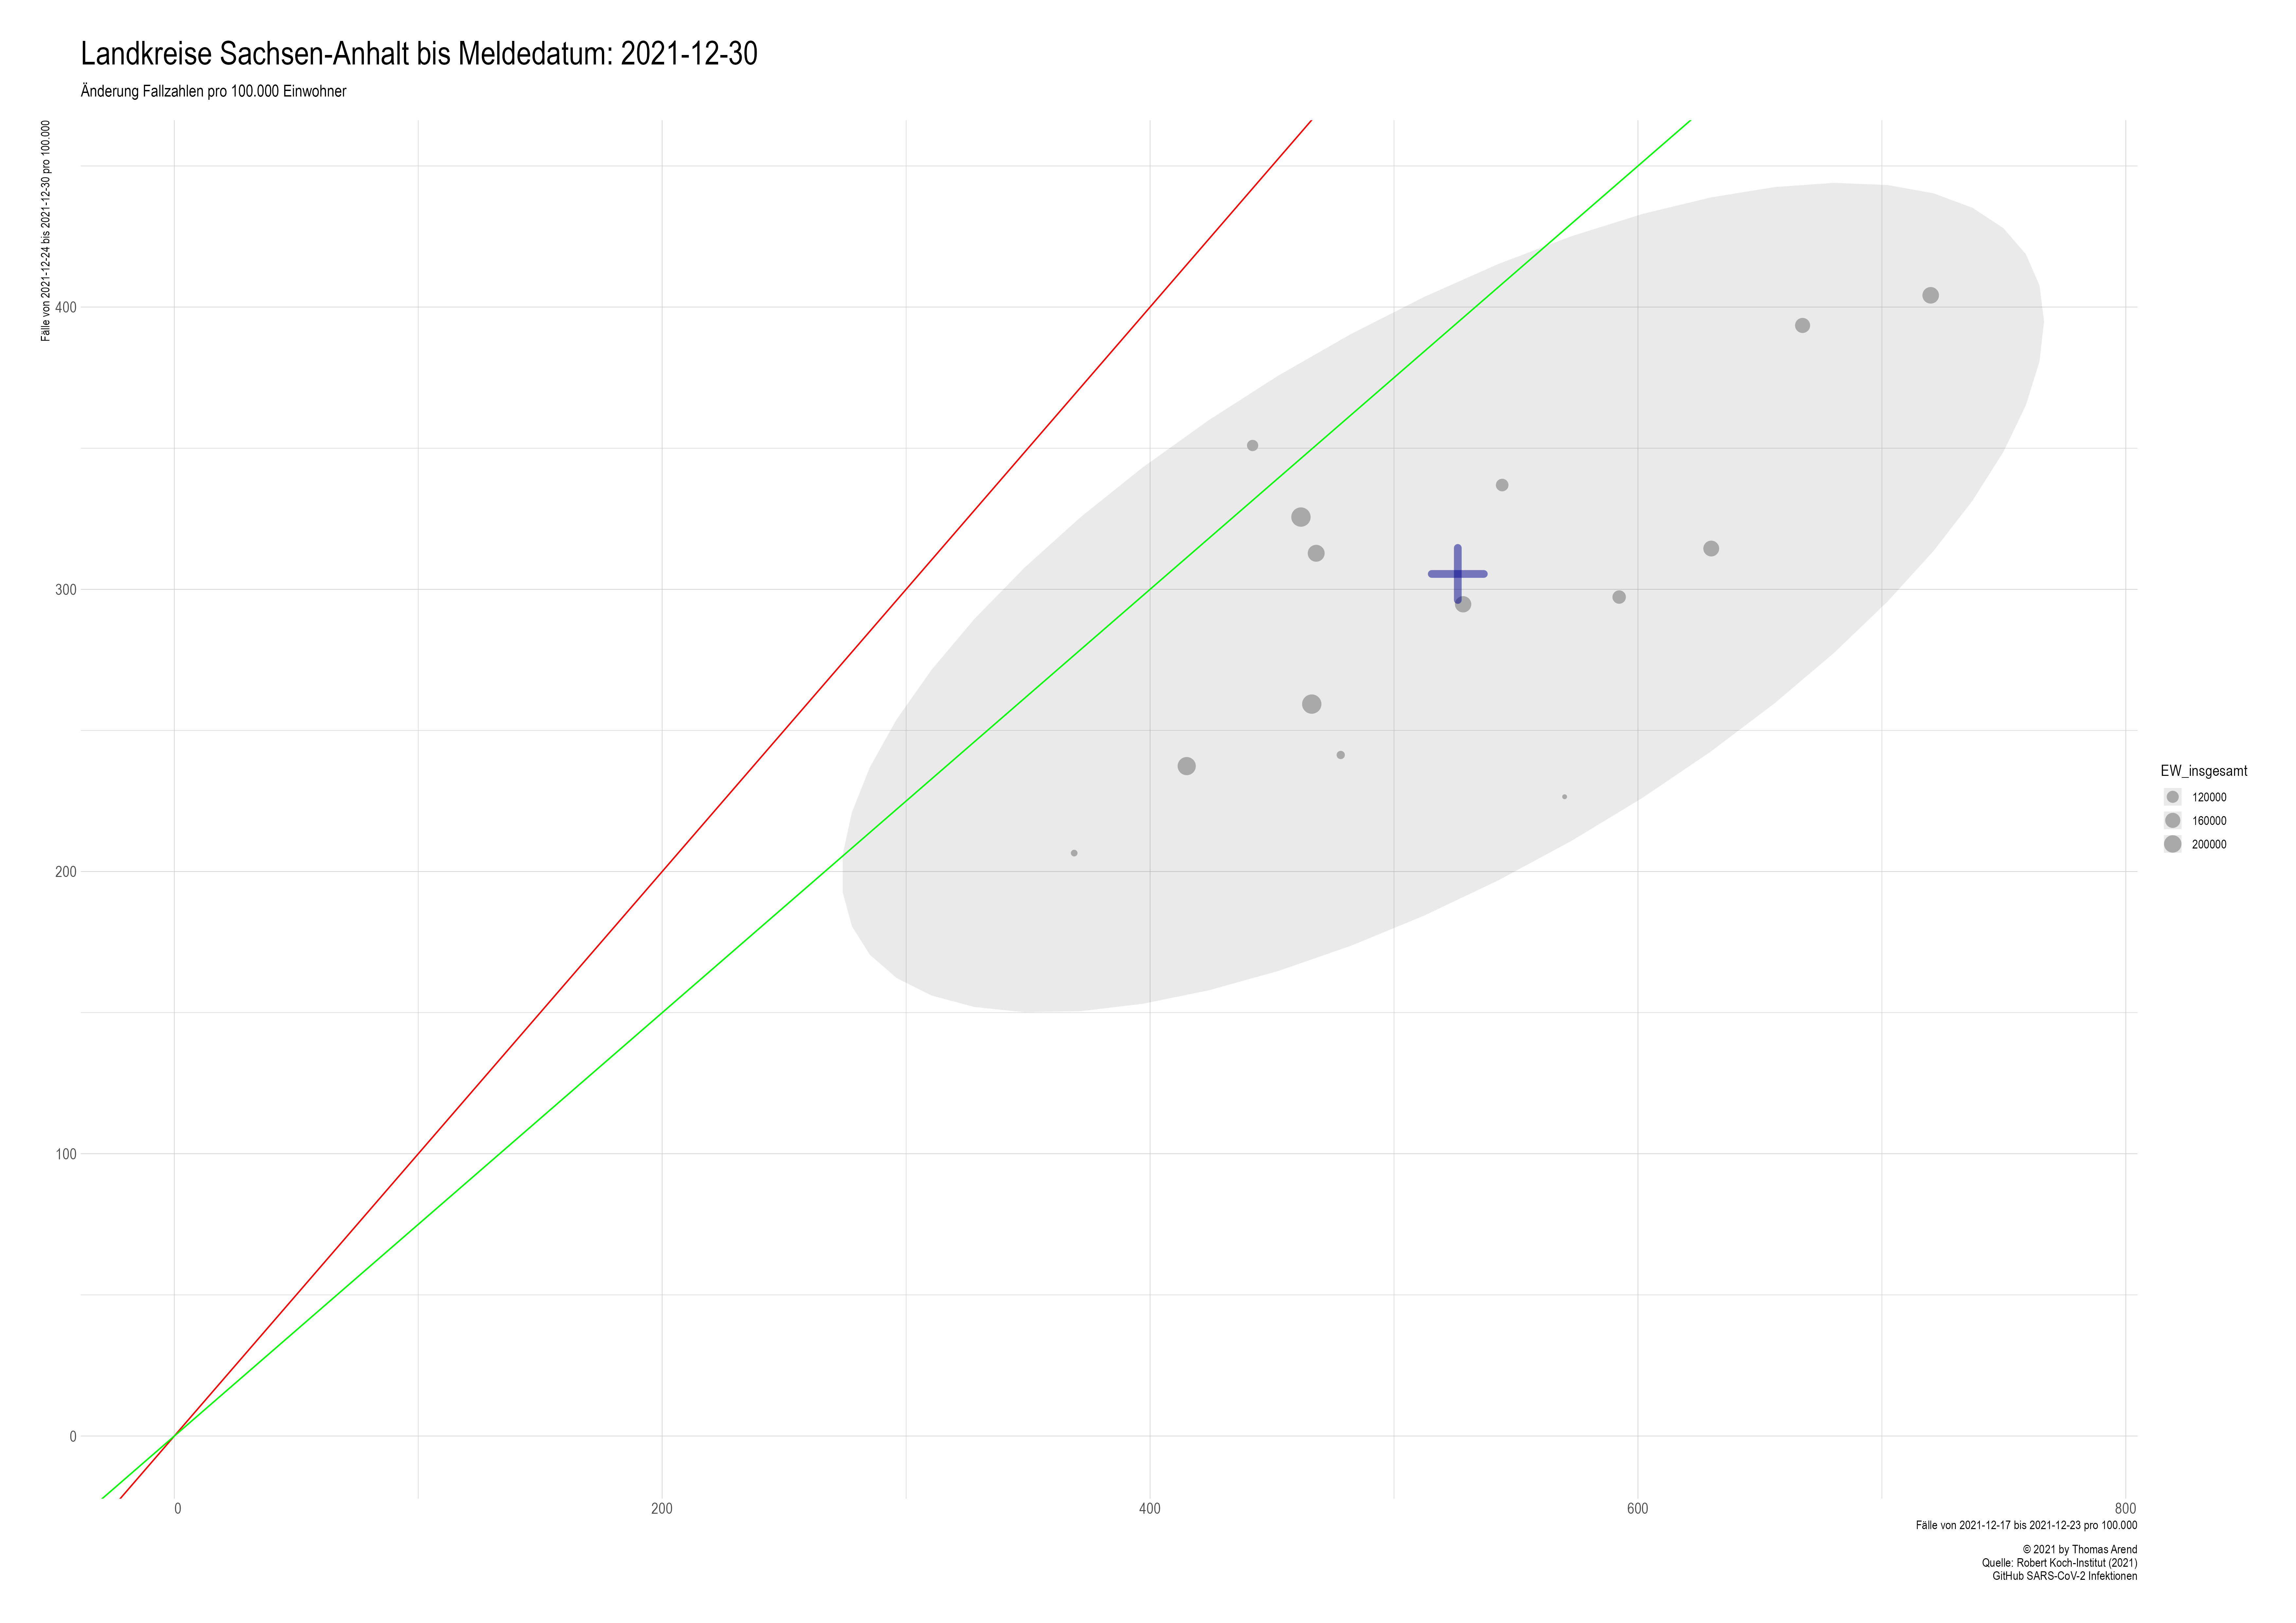 Landkreise Sachsen-Anhalt bis Meldedatum: 2021-12-30
Änderung Fallzahlen pro 100.000 Einwohner
Fälle von 2021-12-24 bis 2021-12-30 pro 100.000
400
300
200
100
0
0
200
400
600
800
Fälle von 2021-12-17 bis 2021-12-23 pro 100.000
EW_insgesamt
120000
160000
200000
© 2021 by Thomas Arend
Quelle: Robert Koch-Institut (2021)
GitHub SARS-CoV-2 Infektionen